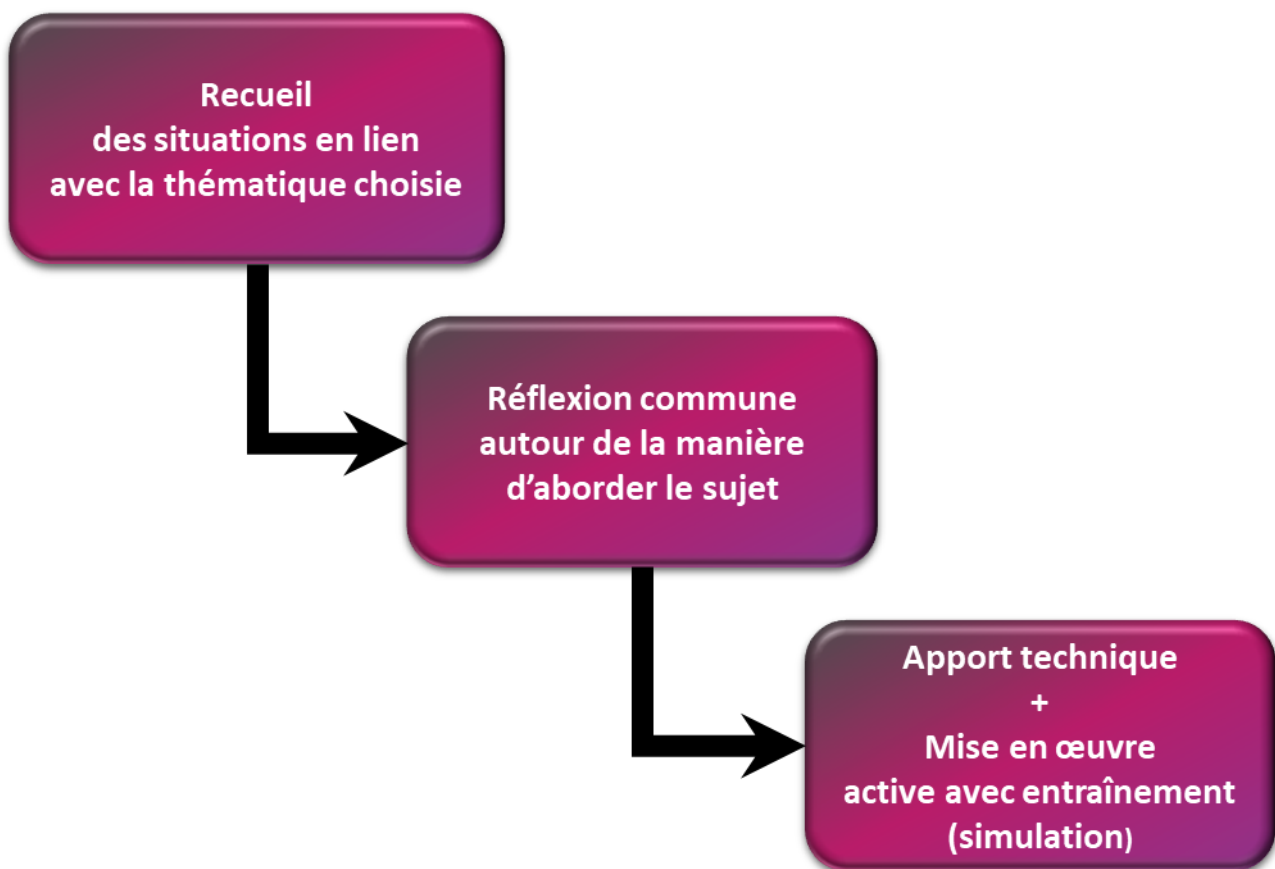 Recueil
des situations en lien
avec la thématique choisie
Réflexion commune
autour de la manière
d’aborder le sujet
Apport technique
+
Mise en œuvre
active avec entraînement
(simulation)